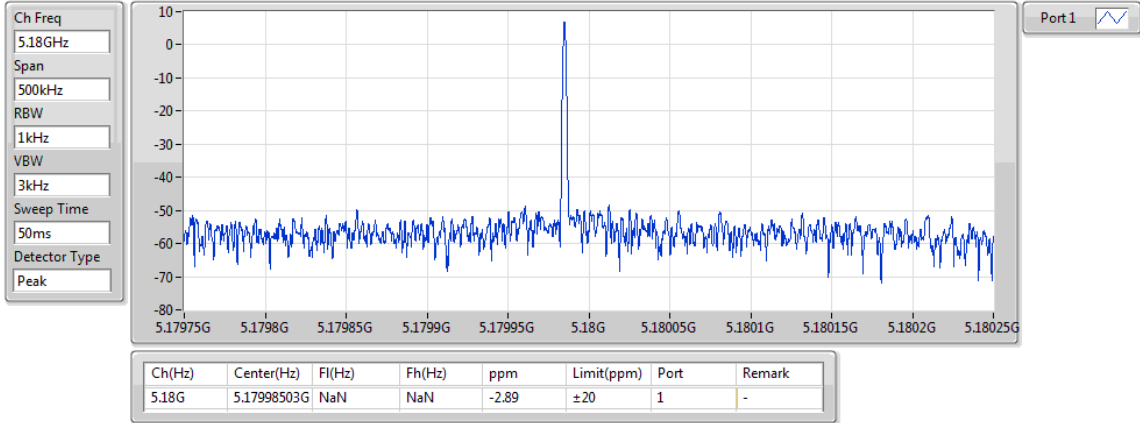 Ch Freq
5.18GHz
Span
500kHz
RBW
1kHz
VBW
3kHz
Sweep Time
50ms
Detector Type
Peak
10
0
-10
-20
-30
-40
-50
-60
-70
-80
5.17975G 5.1798G 5.17985G 5.1799G 5.17995G 5.18G 5.18005G 5.1801G 5.18015G 5.1802G 5.18025G
Port 1
Ch(Hz) Center(Hz) Fl(Hz) Fh(Hz) ppm Limit(ppm) Port Remark
5.18G 5.17998503G NaN NaN -2.89 ±20 1 -